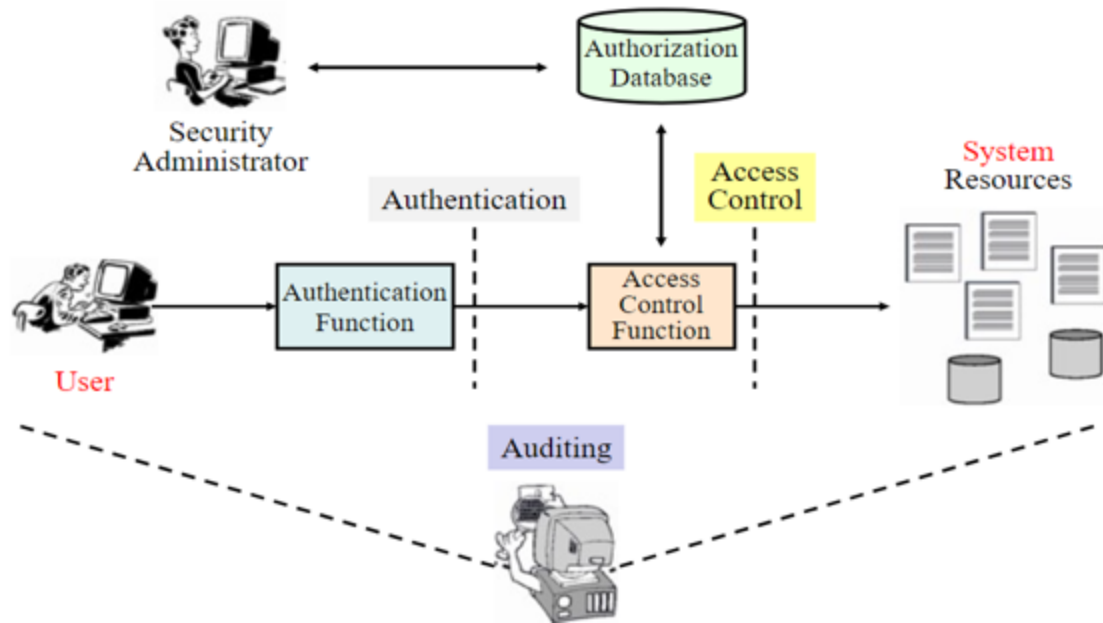 Authorization
Database
Security
Administrator
System
Resources
Access
Control
Authentication
Authentication
Function
Access
Control
Function
User
Auditing